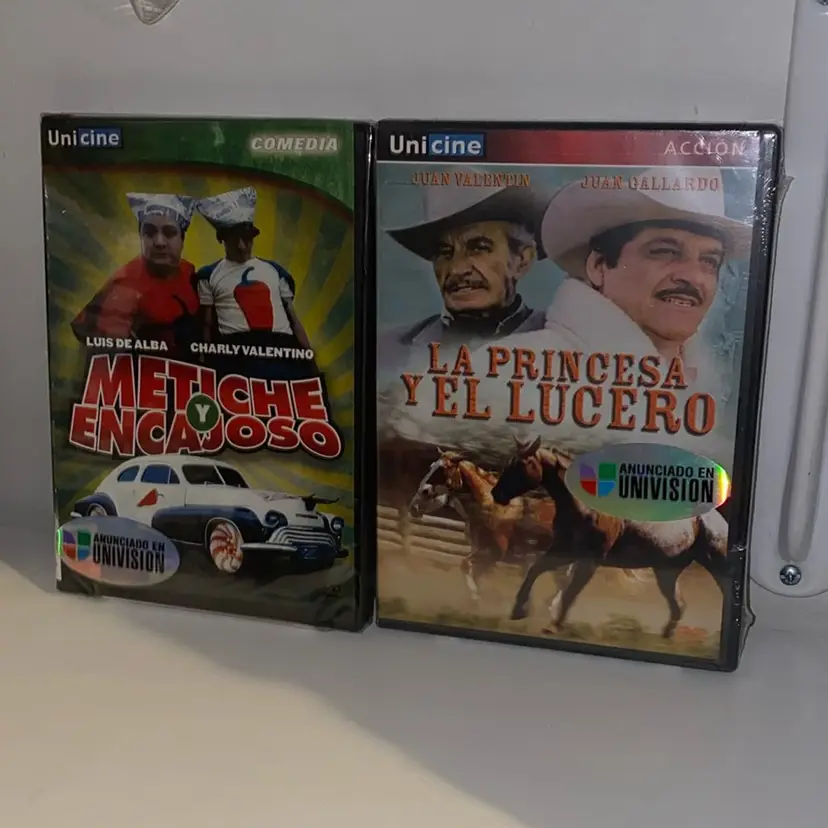 Unicine
COMEDIA
LUIS DE ALBA CHARLY VALENTINO
METICHE
Y
ENCAJOSO
ANUNCIADO EN
UNIVISION
Unicine
ACCIÓN
JUAN VALENTIN JUAN GALLARDO
LA PRINCESA
Y EL LUCERO
ANUNCIADO EN
UNIVISION
DVD